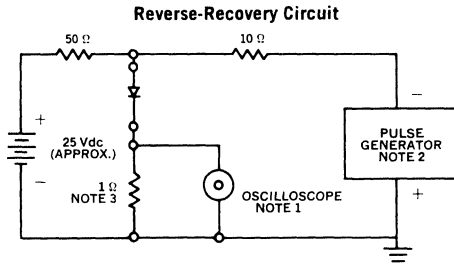 Reverse-Recovery Circuit
50 Ω
10 Ω
+
25 Vdc
(APPROX.)
−
1 Ω
NOTE 3
OSCILLOSCOPE
NOTE 1
−
PULSE
GENERATOR
NOTE 2
+